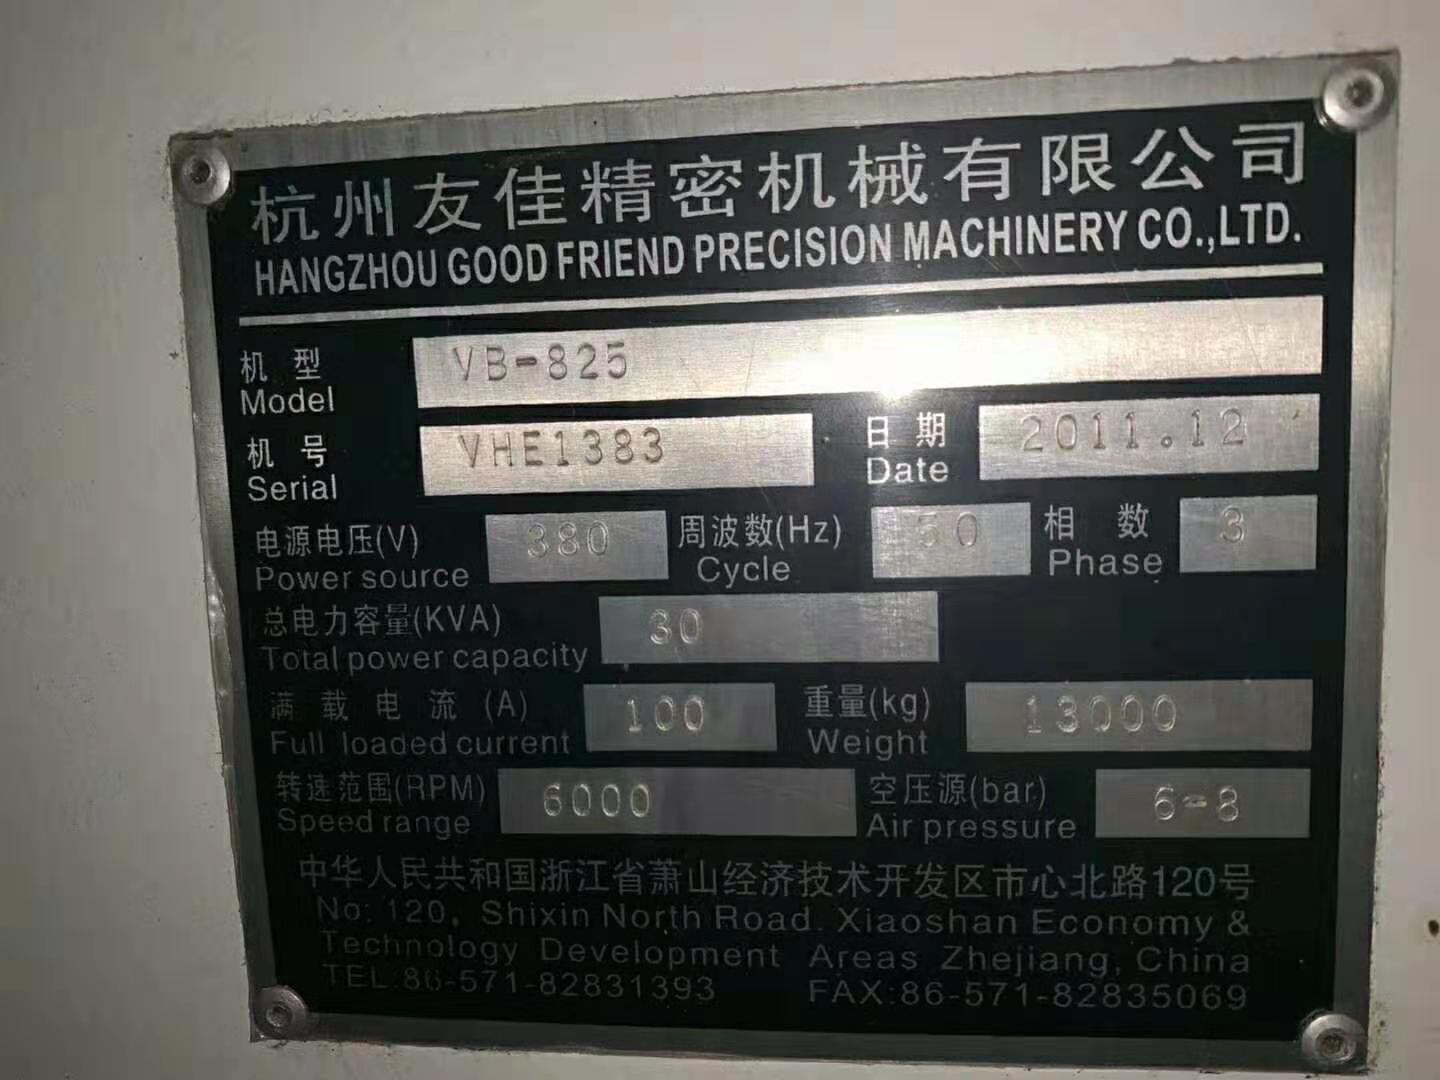 杭州友佳精密机械有限公司
HANGZHOU GOOD FRIEND PRECISION MACHINERY CO.,LTD.
机型 VB-825
Model
机号 VHE1383 日期 2011.12
Serial Date
电源电压(V) 380 周波数(Hz) 50 相数 3
Power source Cycle Phase
总电力容量(KVA) 30
Total power capacity
满载电流(A) 100 重量(kg) 13000
Full loaded current Weight
转速范围(RPM) 6000 空压源(bar) 6-8
Speed range Air pressure
中华人民共和国浙江省萧山经济技术开发区市心北路120号
No: 120, Shixin North Road. Xiaoshan Economy &
Technology Development Areas Zhejiang, China
TEL:86-571-82831393 FAX:86-571-82835069